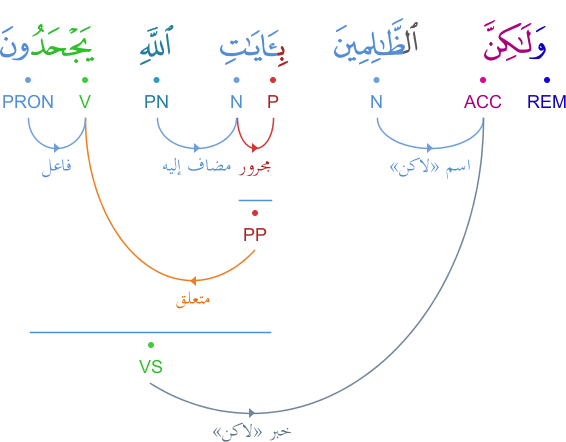 وَلَٰكِنَّ ٱلظَّٰلِمِينَ بِـَٔايَٰتِ ٱللَّهِ يَجْحَدُونَ
REM ACC N P N PN V PRON
اسم «لاكن» مجرور مضاف إليه فاعل
PP
متعلق
VS
خبر «لاكن»